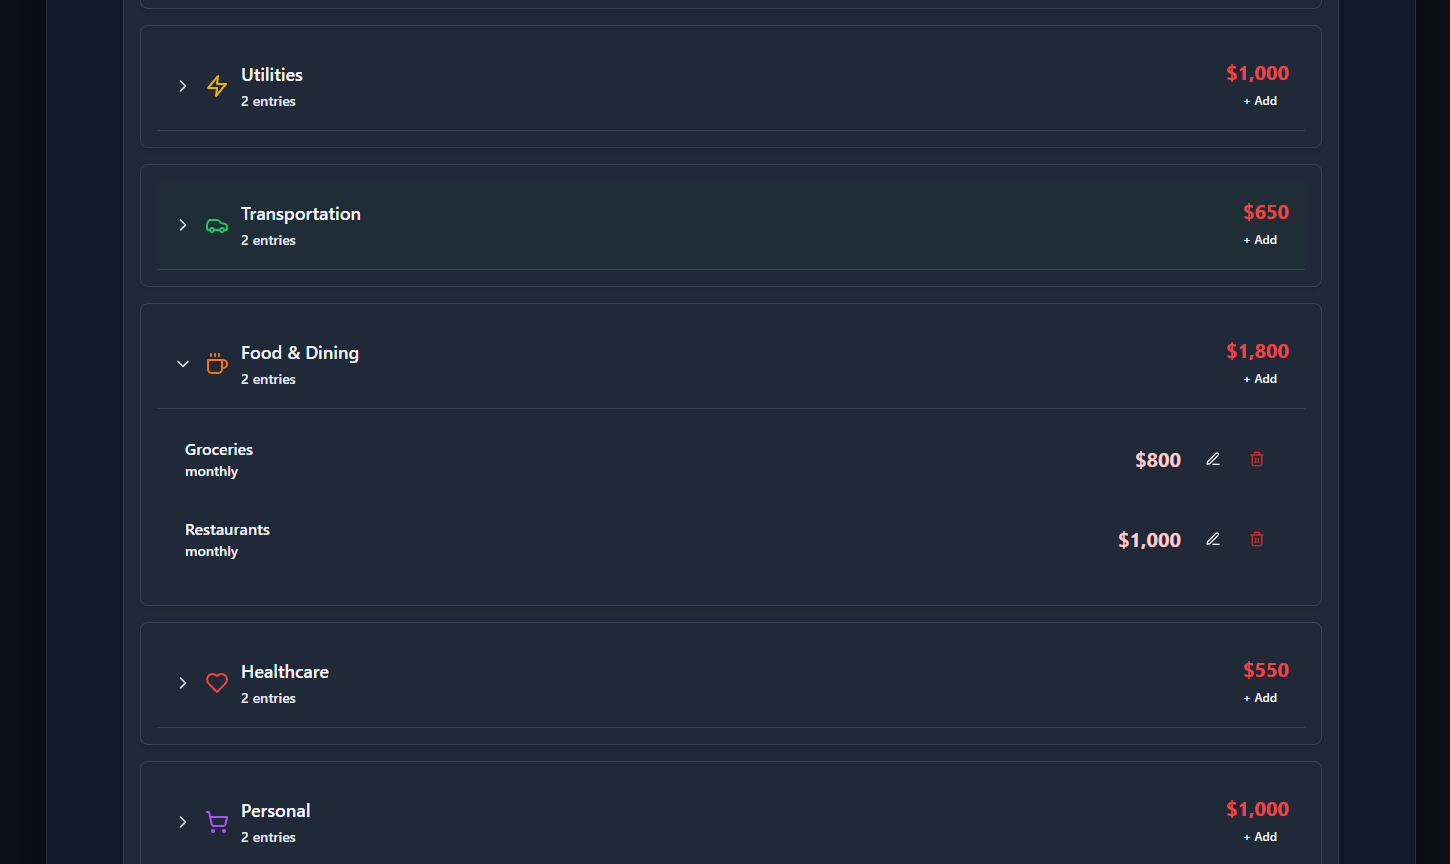 Utilities
$1,000
2 entries
+ Add
Transportation
$650
2 entries
+ Add
Food & Dining
$1,800
2 entries
+ Add
Groceries
$800
monthly
Restaurants
$1,000
monthly
Healthcare
$550
2 entries
+ Add
Personal
$1,000
2 entries
+ Add